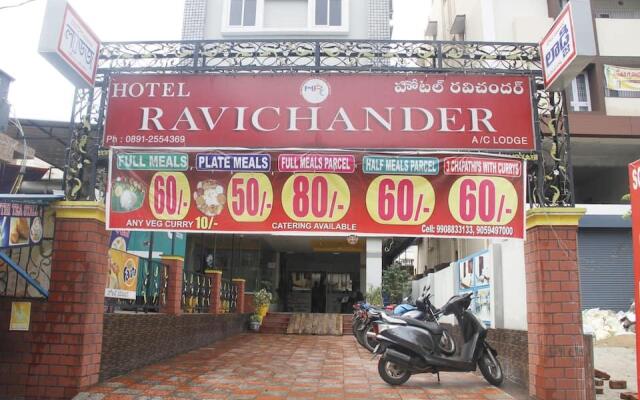 లాడ్జి
లాడ్జి
HOTEL
హోటల్ రవిచందర్
RAVICHANDER
Ph : 0891-2554369
A/C LODGE
FULL MEALS
PLATE MEALS
FULL MEALS PARCEL
HALF MEALS PARCEL
3 CHAPATHI'S WITH CURRYS
60/-
50/-
80/-
60/-
60/-
ANY VEG CURRY 10/-
CATERING AVAILABLE
Cell: 9908833133, 9059497000